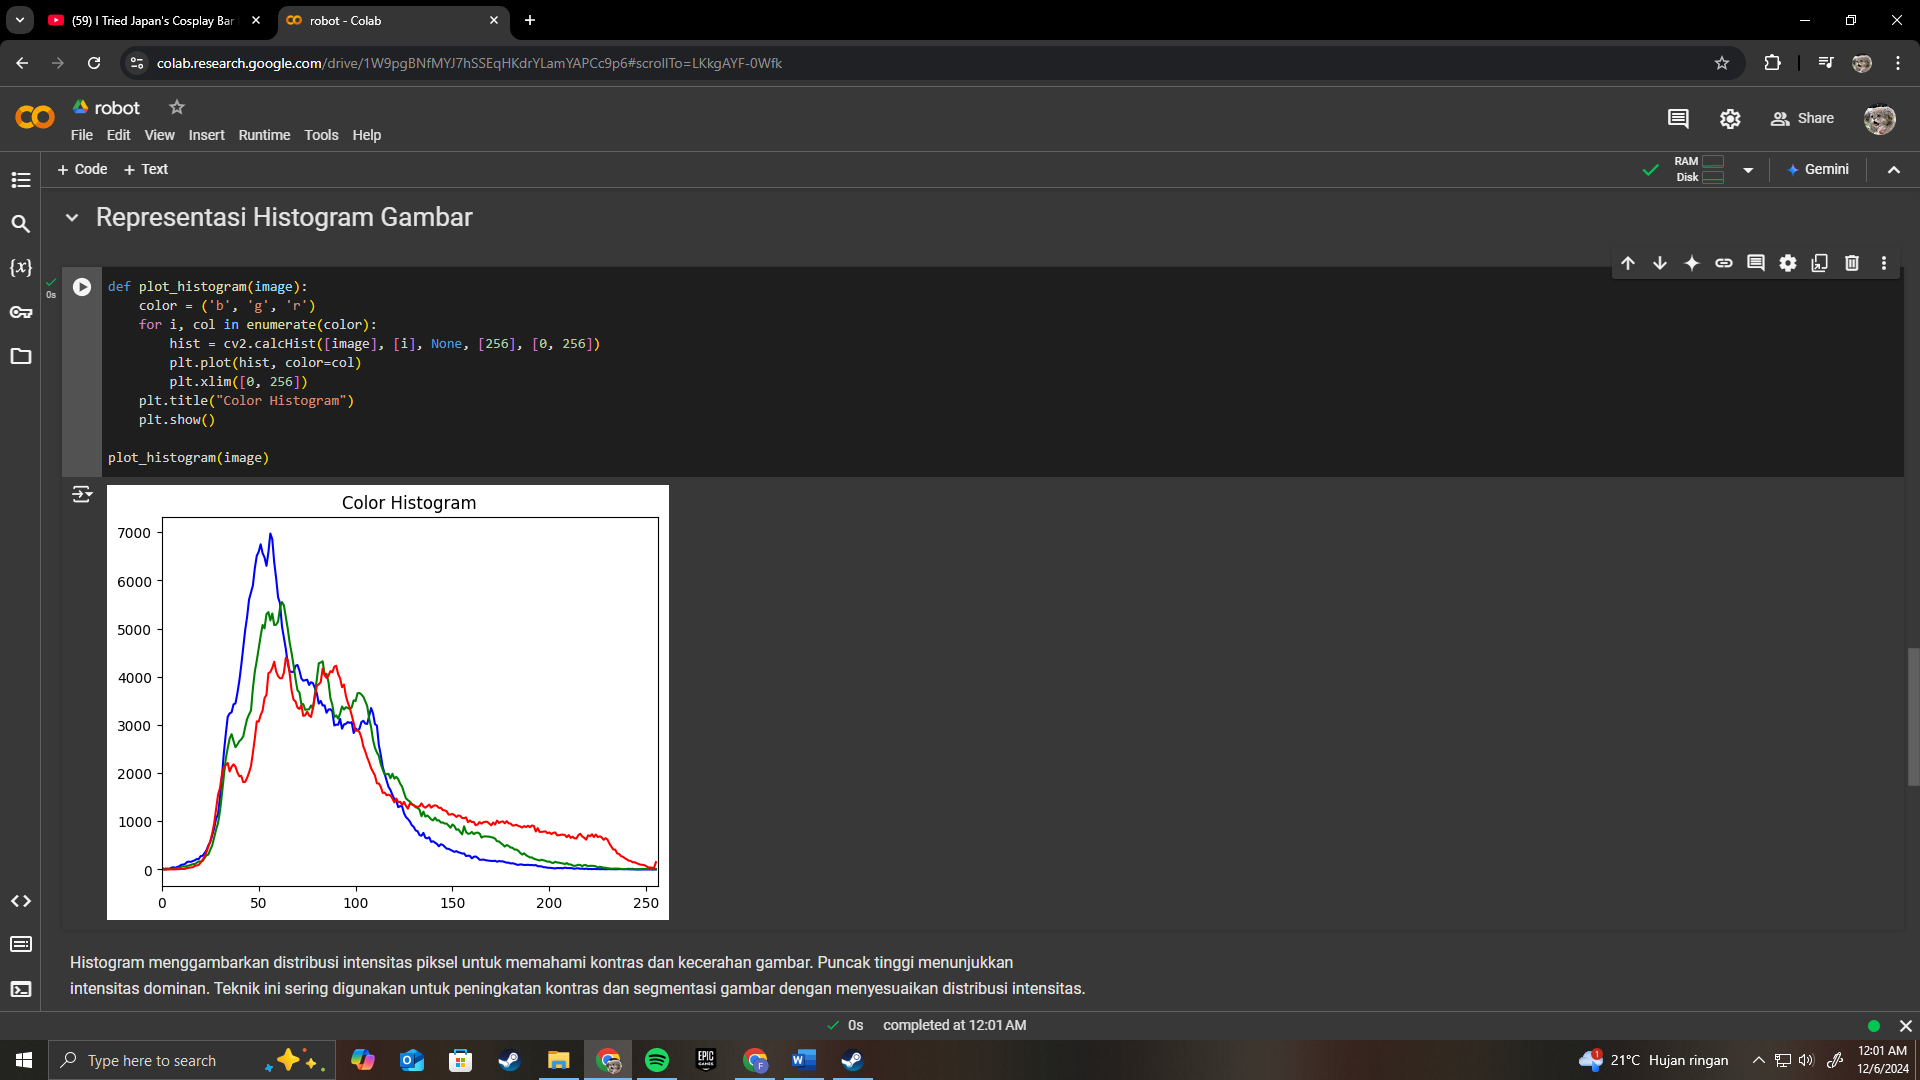 (59) I Tried Japan's Cosplay Bar
robot - Colab
colab.research.google.com/drive/1W9pgBNfMYJ7hSSEqHKdrYLamYAPCc9p6#scrollTo=LKkgAYF-0Wfk
robot
File Edit View Insert Runtime Tools Help
Share
+ Code + Text
RAM
Disk
Gemini
Representasi Histogram Gambar
0s
def plot_histogram(image):
    color = ('b', 'g', 'r')
    for i, col in enumerate(color):
        hist = cv2.calcHist([image], [i], None, [256], [0, 256])
        plt.plot(hist, color=col)
        plt.xlim([0, 256])
    plt.title("Color Histogram")
    plt.show()
plot_histogram(image)
Color Histogram
7000
6000
5000
4000
3000
2000
1000
0
0 50 100 150 200 250
Histogram menggambarkan distribusi intensitas piksel untuk memahami kontras dan kecerahan gambar. Puncak tinggi menunjukkan
intensitas dominan. Teknik ini sering digunakan untuk peningkatan kontras dan segmentasi gambar dengan menyesuaikan distribusi intensitas.
0s completed at 12:01 AM
Type here to search
EPIC GAMES
1
21°C Hujan ringan
12:01 AM
12/6/2024